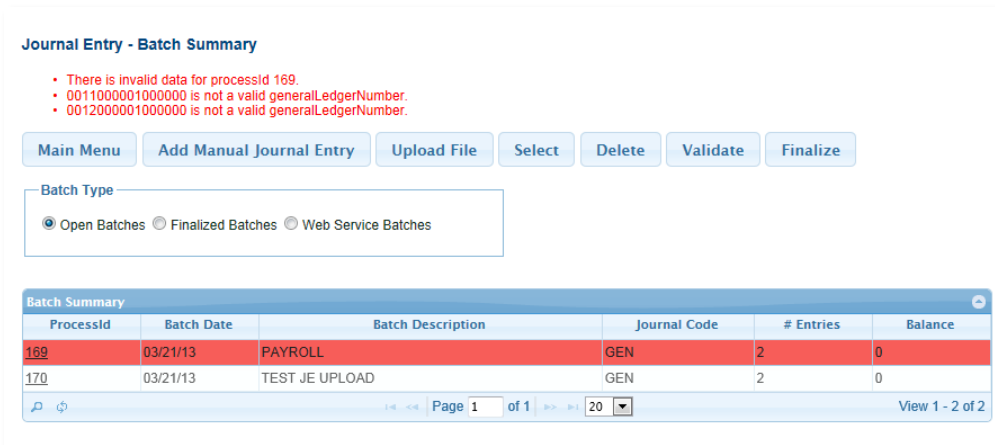 Journal Entry - Batch Summary
• There is invalid data for processId 169.
• 0011000001000000 is not a valid generalLedgerNumber.
• 0012000001000000 is not a valid generalLedgerNumber.
Main Menu Add Manual Journal Entry Upload File Select Delete Validate Finalize
Batch Type
Open Batches Finalized Batches Web Service Batches
Batch Summary
ProcessId Batch Date Batch Description Journal Code # Entries Balance
169 03/21/13 PAYROLL GEN 2 0
170 03/21/13 TEST JE UPLOAD GEN 2 0
Page 1 of 1 20 View 1 - 2 of 2